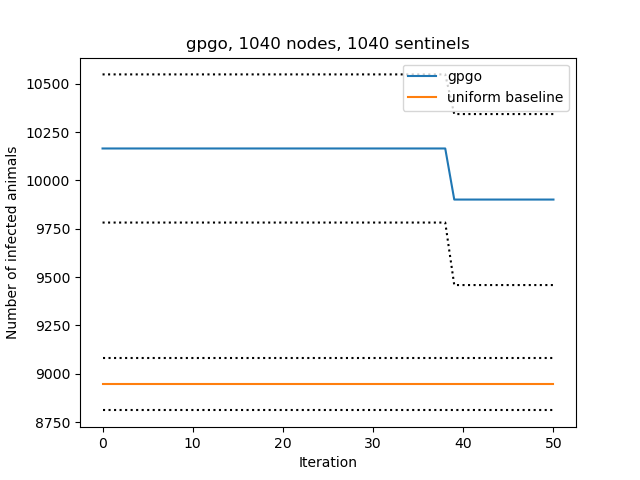 gpgo, 1040 nodes, 1040 sentinels
gpgo
uniform baseline
10500
10250
10000
9750
9500
9250
9000
8750
Number of infected animals
0 10 20 30 40 50
Iteration